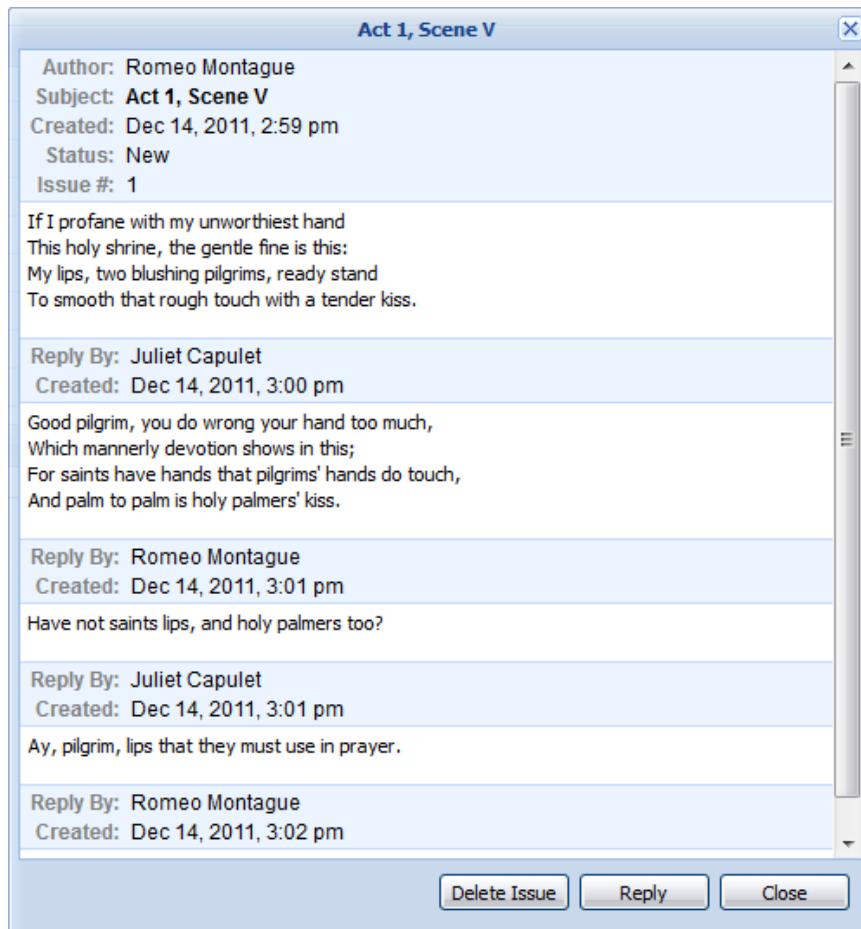 Act 1, Scene V
Author: Romeo Montague
Subject: Act 1, Scene V
Created: Dec 14, 2011, 2:59 pm
Status: New
Issue #: 1
If I profane with my unworthiest hand
This holy shrine, the gentle fine is this:
My lips, two blushing pilgrims, ready stand
To smooth that rough touch with a tender kiss.
Reply By: Juliet Capulet
Created: Dec 14, 2011, 3:00 pm
Good pilgrim, you do wrong your hand too much,
Which mannerly devotion shows in this;
For saints have hands that pilgrims' hands do touch,
And palm to palm is holy palmers' kiss.
Reply By: Romeo Montague
Created: Dec 14, 2011, 3:01 pm
Have not saints lips, and holy palmers too?
Reply By: Juliet Capulet
Created: Dec 14, 2011, 3:01 pm
Ay, pilgrim, lips that they must use in prayer.
Reply By: Romeo Montague
Created: Dec 14, 2011, 3:02 pm
Delete Issue Reply Close